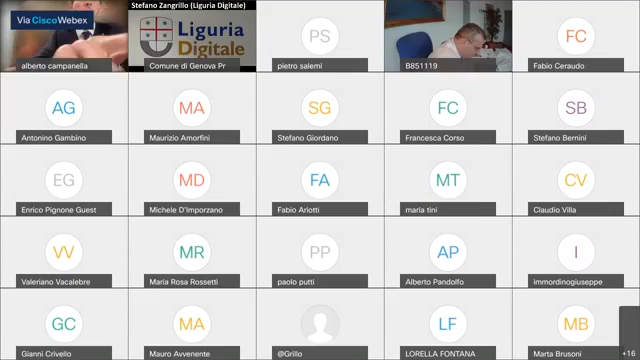 Via Cisco Webex
Stefano Zangrillo (Liguria Digitale)
Liguria
Digitale
PS
FC
alberto campanella
Comune di Genova Pr
pietro salemi
B851119
Fabio Ceraudo
AG
MA
SG
FC
SB
Antonino Gambino
Maurizio Amorfini
Stefano Giordano
Francesca Corso
Stefano Bernini
EG
MD
FA
MT
CV
Enrico Pignone Guest
Michele D'Imporzano
Fabio Ariotti
maria tini
Claudio Villa
VV
MR
PP
AP
I
Valeriano Vacalebre
Maria Rosa Rossetti
paolo putti
Alberto Pandolfo
immordinogiuseppe
GC
MA
LF
MB
Gianni Crivello
Mauro Avvenente
@Grillo
LORELLA FONTANA
Marta Brusoni
+16